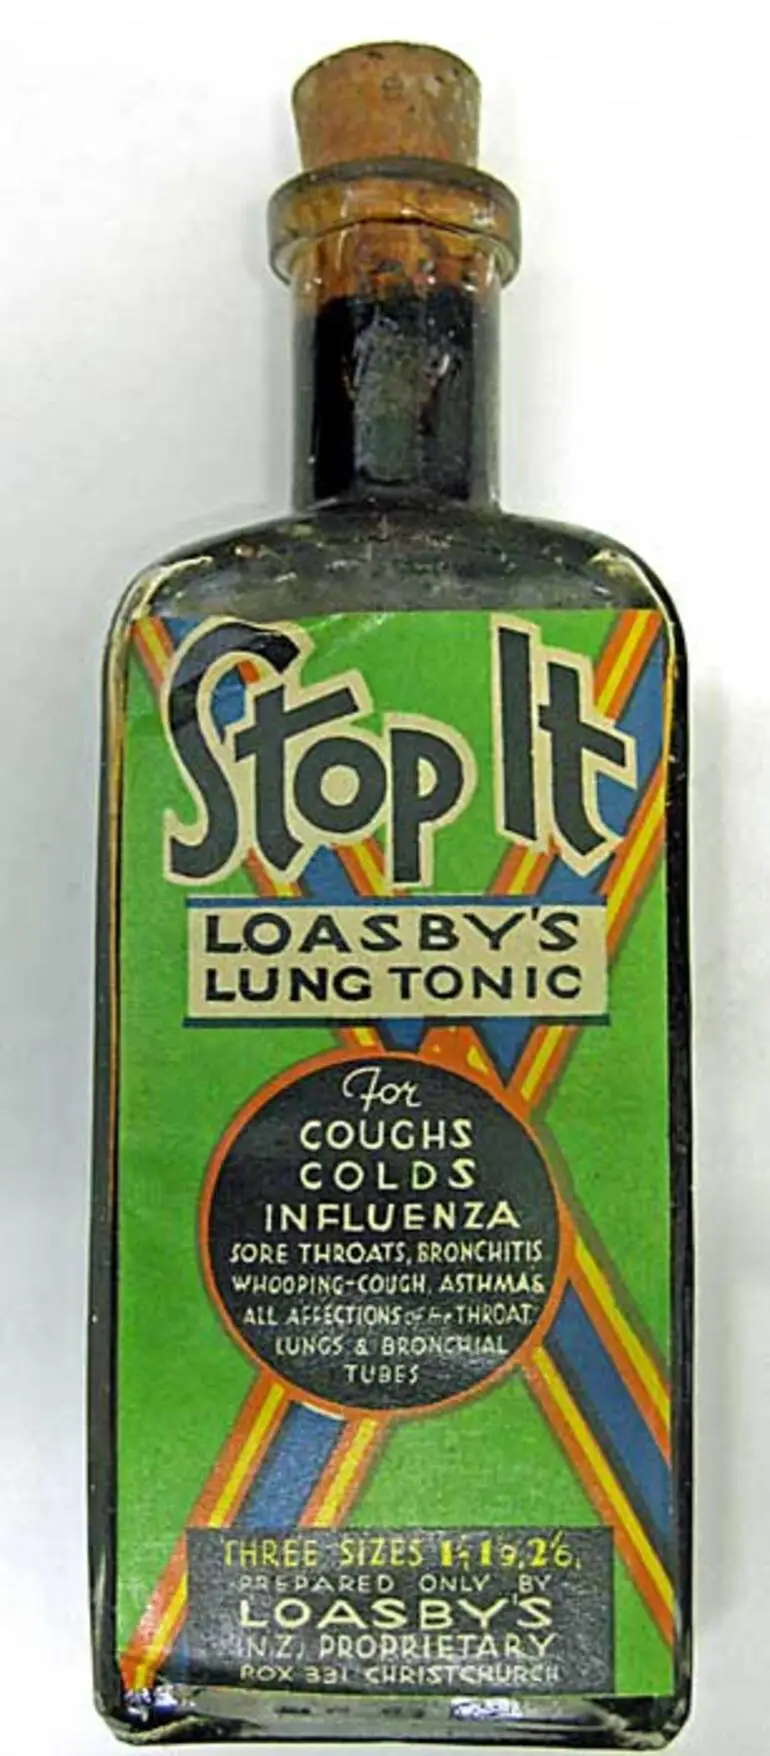 Stop It
LOASBY'S
LUNG TONIC
For
COUGHS
COLDS
INFLUENZA
SORE THROATS, BRONCHITIS
WHOOPING-COUGH, ASTHMA &
ALL AFFECTIONS of the THROAT
LUNGS & BRONCHIAL
TUBES
THREE SIZES 1/-, 1/9, 2/6.
PREPARED ONLY BY
LOASBY'S
(N.Z.) PROPRIETARY
BOX 331 CHRISTCHURCH